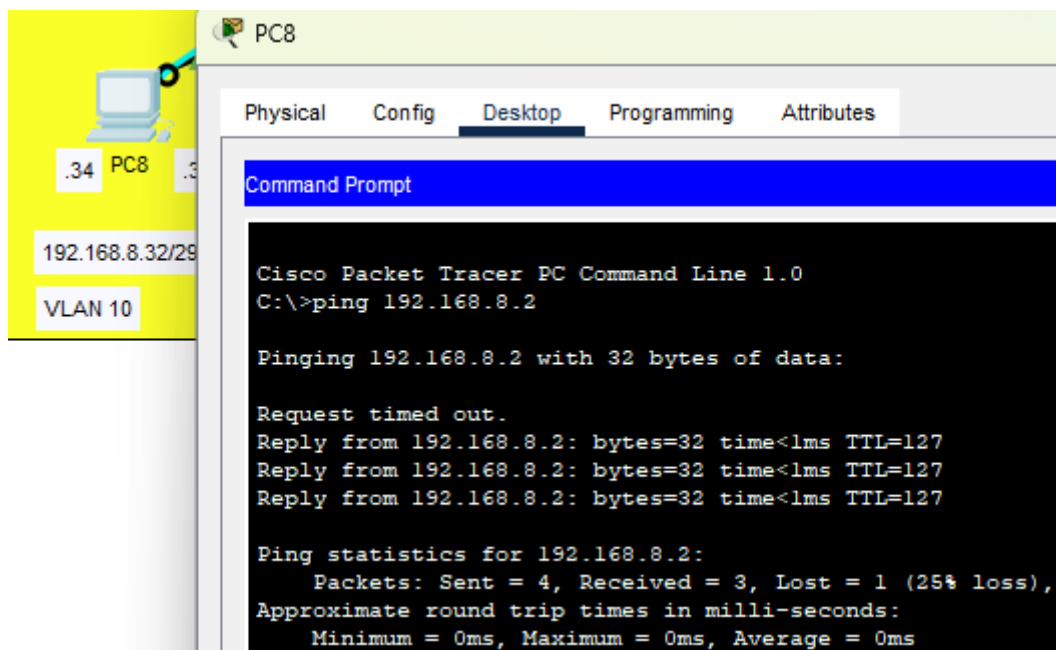 PC8
Physical Config Desktop Programming Attributes
.34 PC8 .3
Command Prompt
192.168.8.32/29
VLAN 10
Cisco Packet Tracer PC Command Line 1.0
C:\>ping 192.168.8.2
Pinging 192.168.8.2 with 32 bytes of data:
Request timed out.
Reply from 192.168.8.2: bytes=32 time<1ms TTL=127
Reply from 192.168.8.2: bytes=32 time<1ms TTL=127
Reply from 192.168.8.2: bytes=32 time<1ms TTL=127
Ping statistics for 192.168.8.2:
Packets: Sent = 4, Received = 3, Lost = 1 (25% loss),
Approximate round trip times in milli-seconds:
Minimum = 0ms, Maximum = 0ms, Average = 0ms